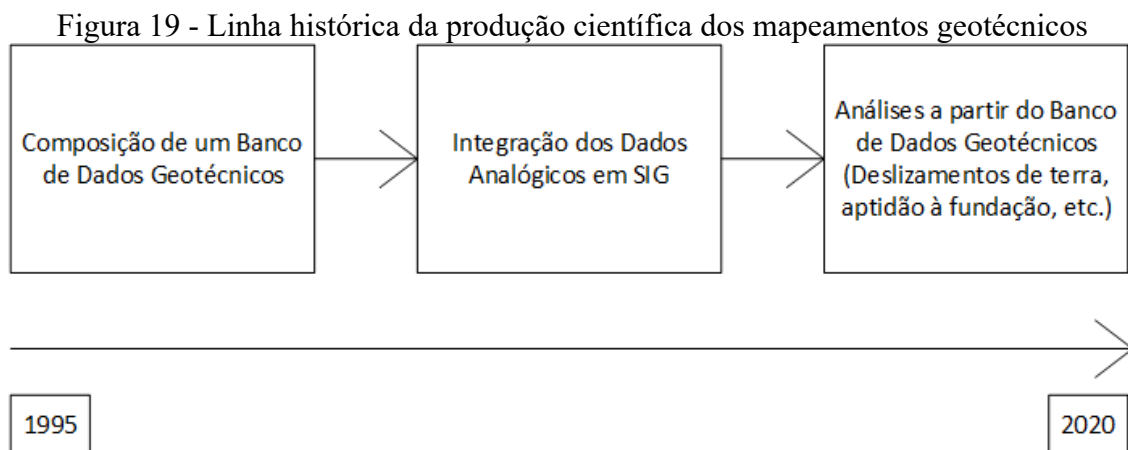 Figura 19 - Linha histórica da produção científica dos mapeamentos geotécnicos
Composição de um Banco
de Dados Geotécnicos
Integração dos Dados
Analógicos em SIG
Análises a partir do Banco
de Dados Geotécnicos
(Deslizamentos de terra,
aptidão à fundação, etc.)
1995
2020